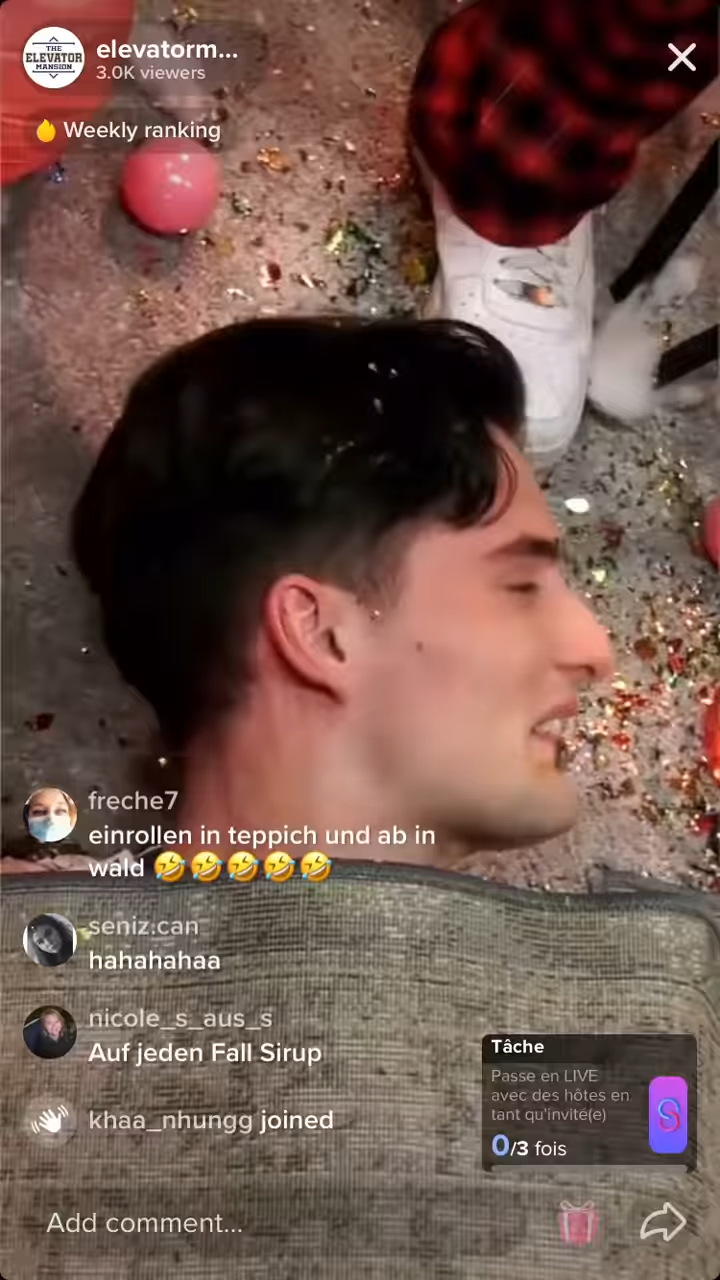 THE
ELEVATOR
MANSION
elevatorm...
3.0K viewers
Weekly ranking
freche7
einrollen in teppich und ab in
wald 🤣🤣🤣🤣🤣
seniz.can
hahahahaa
nicole_s_aus_s
Auf jeden Fall Sirup
khaa_nhungg joined
Tâche
Passe en LIVE
avec des hôtes en
tant qu'invité(e)
0/3 fois
Add comment...